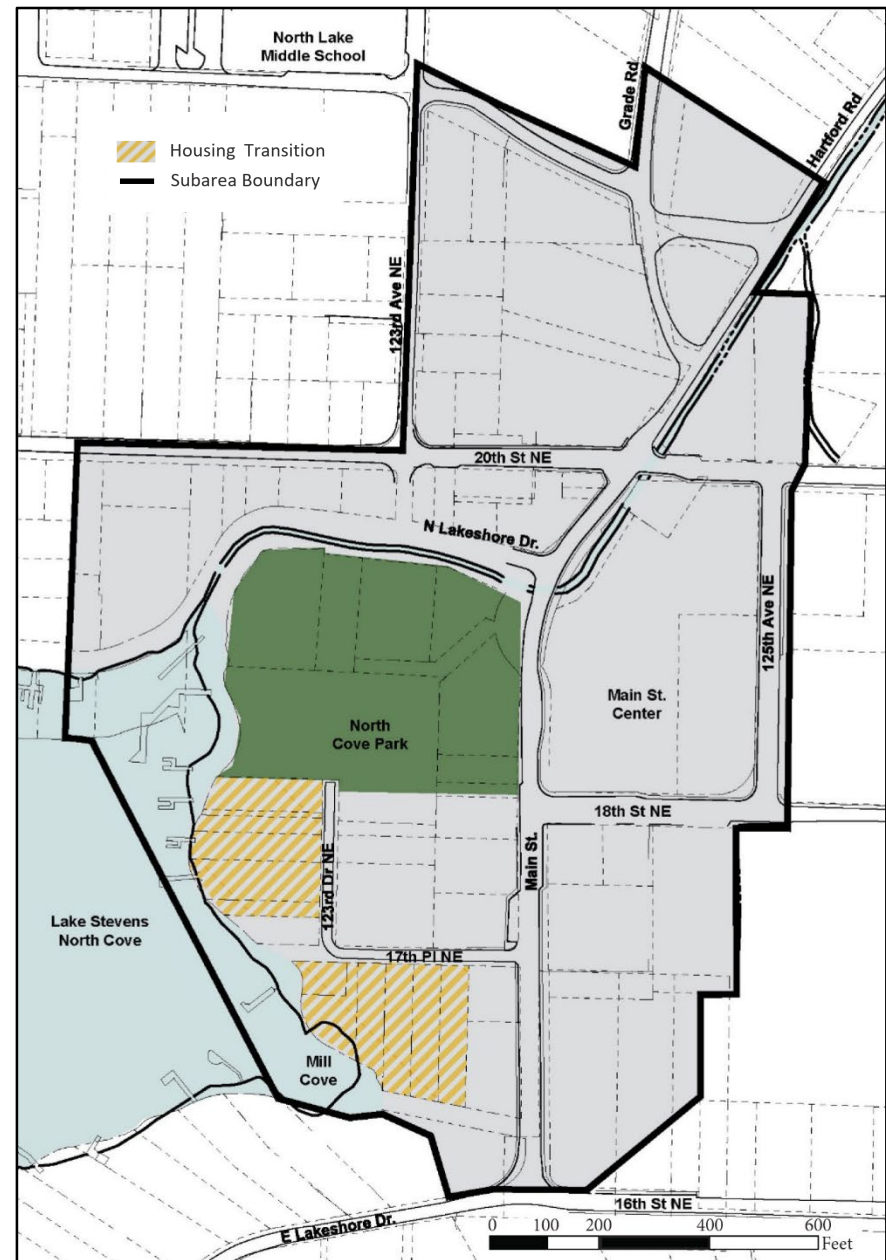 North Lake
Middle School
Grade Rd
Hartford Rd
Housing Transition
Subarea Boundary
123rd Ave NE
20th St NE
N Lakeshore Dr.
125th Ave NE
Main St.
Center
North
Cove Park
18th St NE
Main St.
123rd Dr NE
Lake Stevens
North Cove
17th Pl NE
Mill
Cove
16th St NE
E Lakeshore Dr.
0 100 200 400 600
Feet